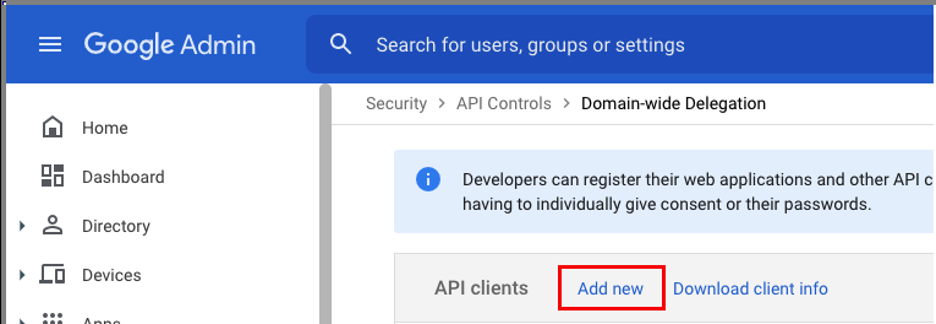 Google Admin
Search for users, groups or settings
Security > API Controls > Domain-wide Delegation
Home
Dashboard
Directory
Devices
Apps
Developers can register their web applications and other API c
having to individually give consent or their passwords.
API clients Add new Download client info